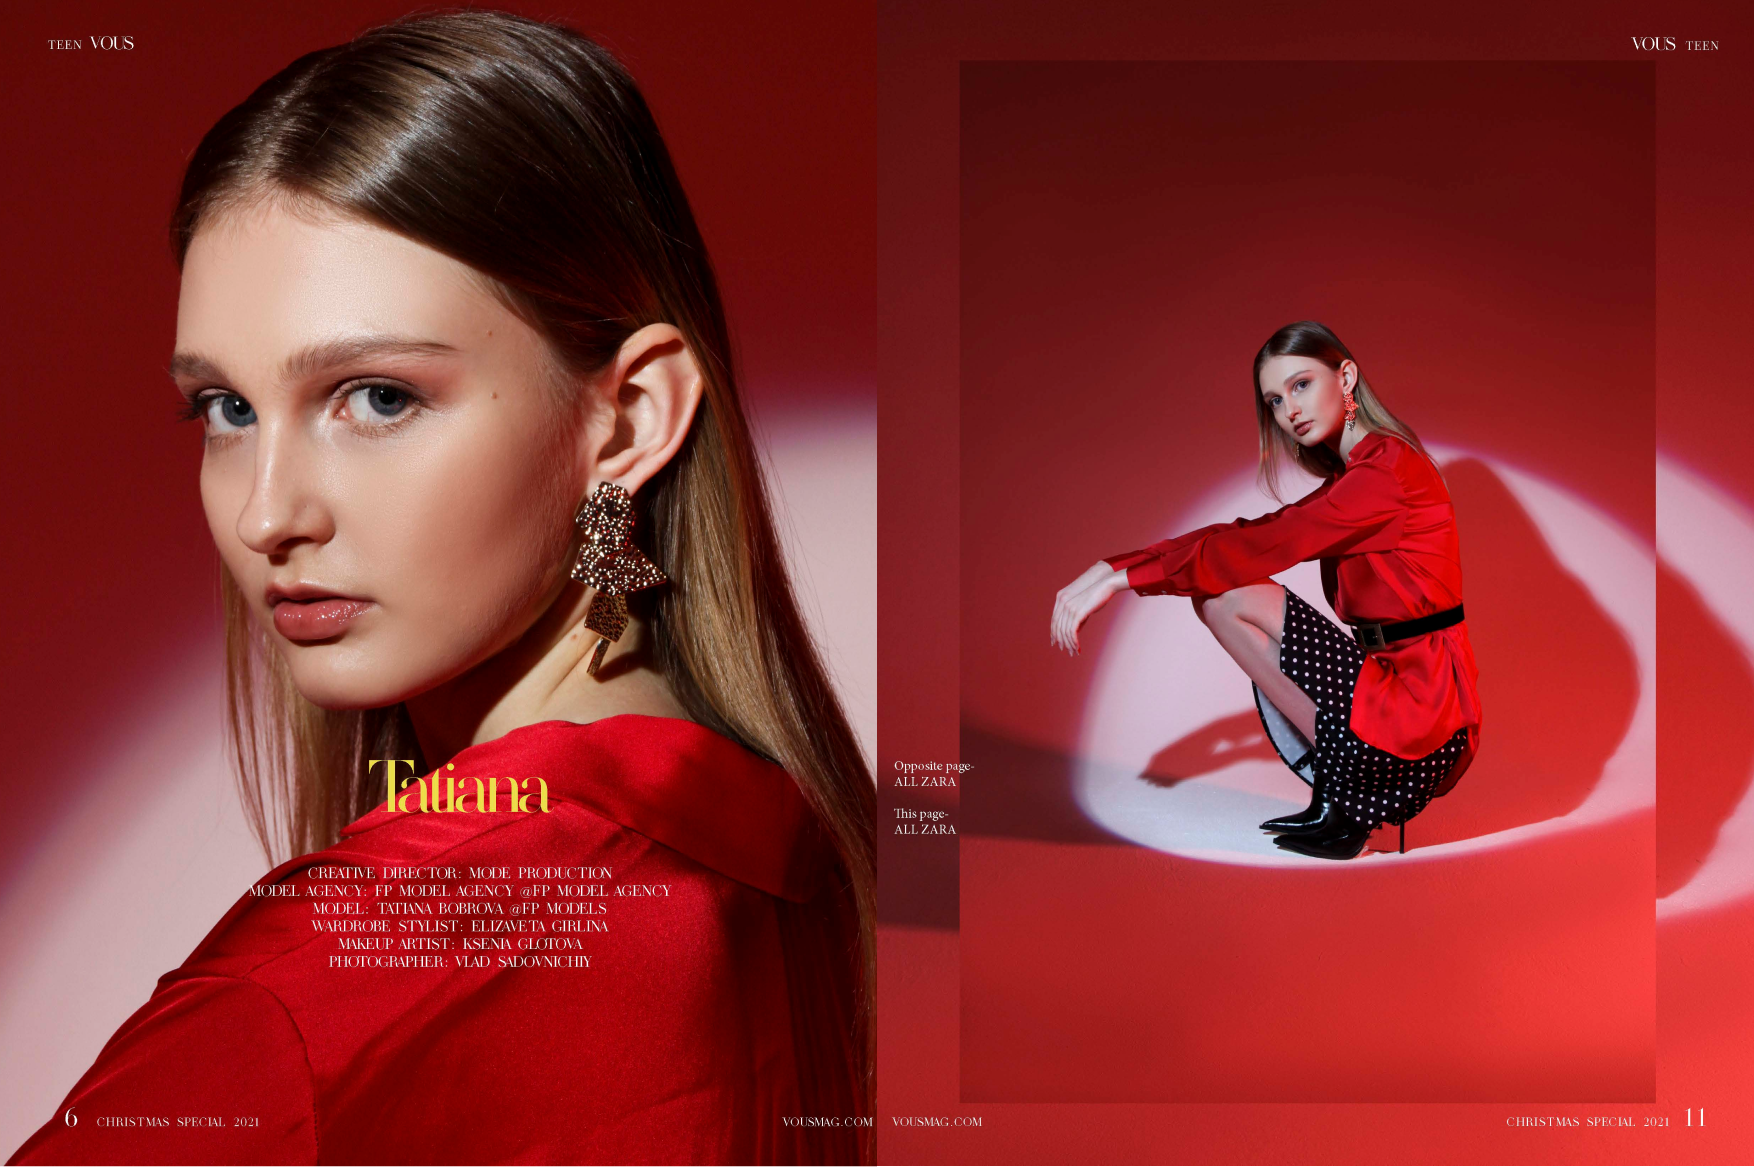 TEEN VOUS
Tatiana
CREATIVE DIRECTOR: MODE PRODUCTION
MODEL AGENCY: FP MODEL AGENCY @FP MODEL AGENCY
MODEL: TATIANA BOBROVA @FP MODELS
WARDROBE STYLIST: ELIZAVETA GIRLINA
MAKEUP ARTIST: KSENIA GLOTOVA
PHOTOGRAPHER: VLAD SADOVNICHIY
6 CHRISTMAS SPECIAL 2021
VOUSMAG.COM
VOUS TEEN
Opposite page-
ALL ZARA
This page-
ALL ZARA
VOUSMAG.COM
CHRISTMAS SPECIAL 2021 11